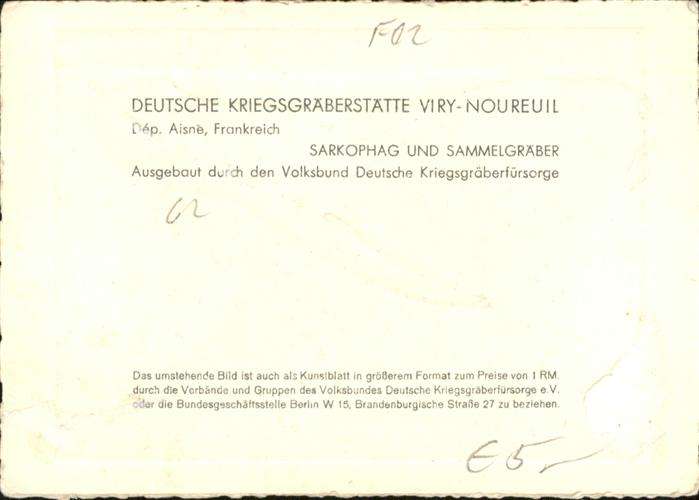 F02
DEUTSCHE KRIEGSGRÄBERSTÄTTE VIRY-NOUREUIL
Dép. Aisne, Frankreich
SARKOPHAG UND SAMMELGRÄBER
Ausgebaut durch den Volksbund Deutsche Kriegsgräberfürsorge
02
Das umstehende Bild ist auch als Kunstblatt in größerem Format zum Preise von 1 RM.
durch die Verbände und Gruppen des Volksbundes Deutsche Kriegsgräberfürsorge e.V.
oder die Bundesgeschäftsstelle Berlin W 15, Brandenburgische Straße 27 zu beziehen.
€5,-